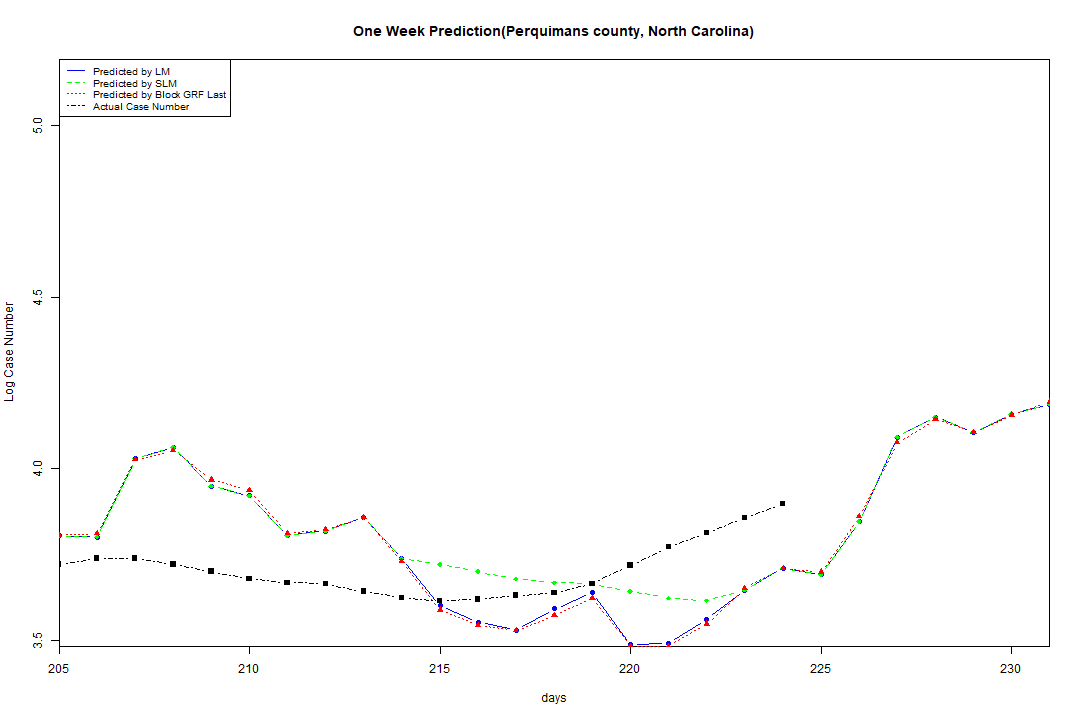 One Week Prediction(Perquimans county, North Carolina)
Predicted by LM
Predicted by SLM
Predicted by Block GRF Last
Actual Case Number
5.0
4.5
4.0
3.5
Log Case Number
205 210 215 220 225 230
days